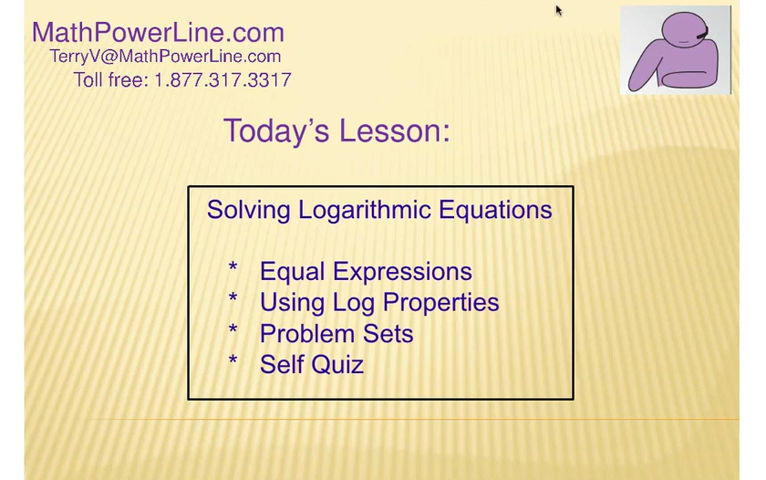 MathPowerLine.com
TerryV@MathPowerLine.com
Toll free: 1.877.317.3317
Today's Lesson:
Solving Logarithmic Equations
* Equal Expressions
* Using Log Properties
* Problem Sets
* Self Quiz